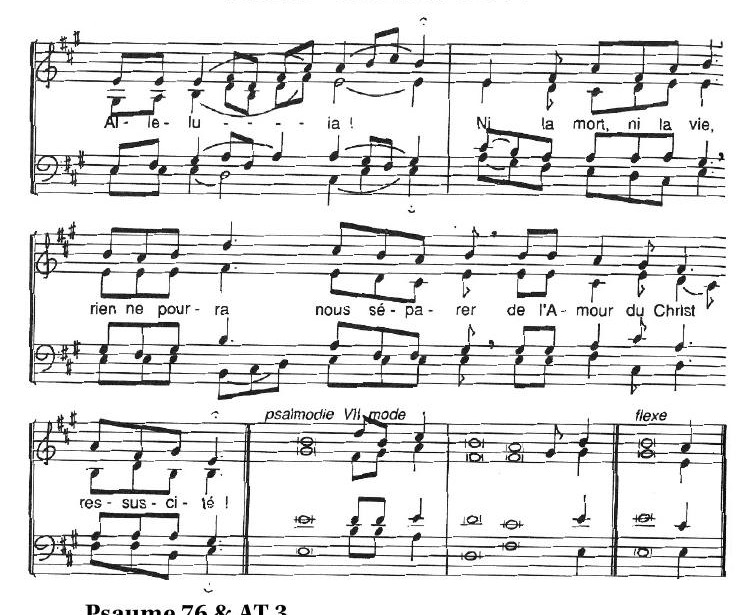 Al- le- lu - - - - ia ! Ni la mort, ni la vie,
rien ne pour- ra nous sé - pa- rer de l'A- mour du Christ
psalmodie VII mode flexe
res- sus- ci- té !
Psaume 76 & AT 3